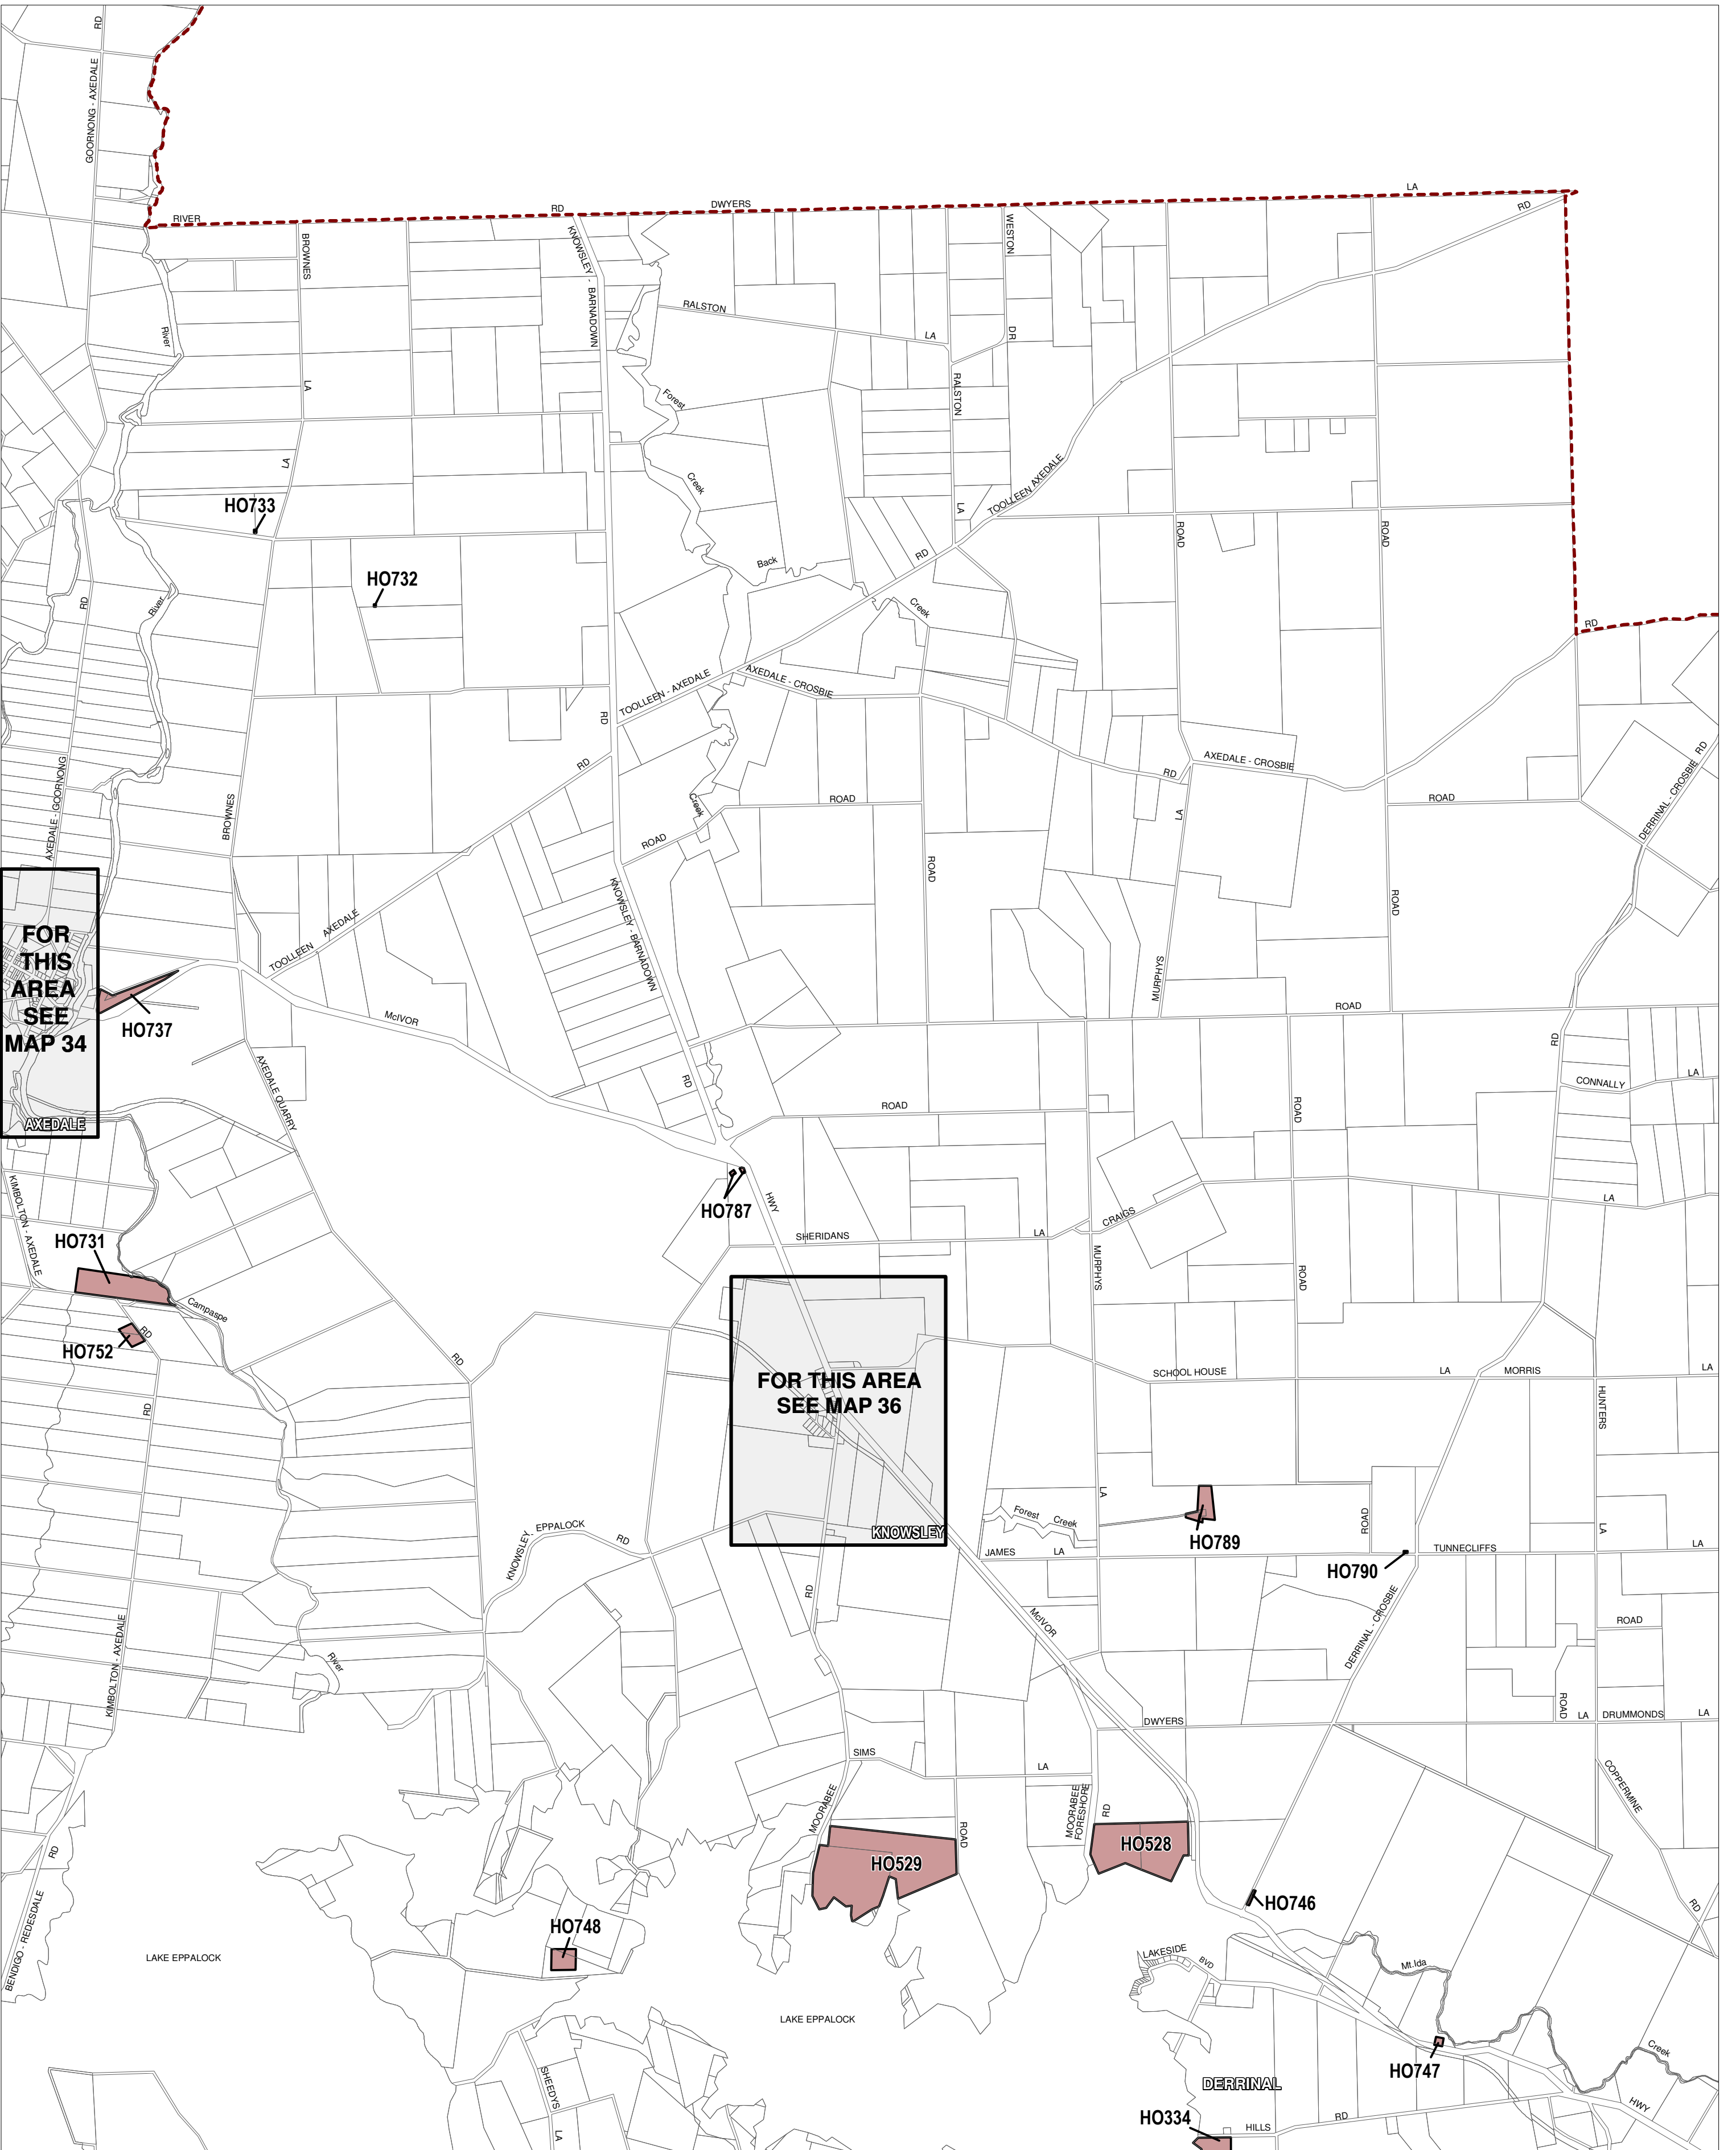 RD
GOORNONG - AXEDALE
RIVER
RD
DWYERS
LA
RD
BROWNES
KNOWSLEY - BARNADOWN
WESTON
River
RALSTON
LA
DR
LA
Forest
RALSTON
LA
Creek
LA
TOOLLEEN AXEDALE
HO733
ROAD
ROAD
RD
Back
HO732
RD
River
Creek
RD
TOOLLEEN - AXEDALE
AXEDALE - CROSBIE
RD
RD
RD
AXEDALE - CROSBIE
RD
DERRINAL - CROSBIE
AXEDALE - GOORNONG
BROWNES
Creek
ROAD
ROAD
LA
ROAD
ROAD
ROAD
KNOWSLEY - BARNADOWN
ROAD
FOR
THIS
AREA
SEE
MAP 34
AXEDALE
TOOLLEEN
AXEDALE
HO737
McIVOR
MURPHYS
ROAD
RD
AXEDALE QUARRY
RD
CONNALLY
LA
ROAD
ROAD
KIMBOLTON - AXEDALE
HO787
HWY
CRAIGS
LA
SHERIDANS
LA
HO731
MURPHYS
ROAD
Campaspe
RD
HO752
RD
SCHOOL HOUSE
LA
MORRIS
LA
FOR THIS AREA
SEE MAP 36
KNOWSLEY
RD
HUNTERS
LA
Forest
Creek
HO789
ROAD
LA
KNOWSLEY
EPPALOCK
RD
JAMES
LA
HO790
TUNNECLIFFS
LA
RD
McIVOR
DERRINAL - CROSBIE
ROAD
KIMBOLTON - AXEDALE
River
DWYERS
ROAD
LA
DRUMMONDS
LA
SIMS
LA
MOORABEE
MOORABEE
FORESHORE
RD
COPPERMINE
ROAD
HO528
HO529
RD
BENDIGO - REDESDALE
HO746
RD
HO748
LAKE EPPALOCK
LAKESIDE
BVD
Mt.Ida
LAKE EPPALOCK
Creek
HO747
SHEEDYS
LA
DERRINAL
HO334
HILLS
RD
HWY